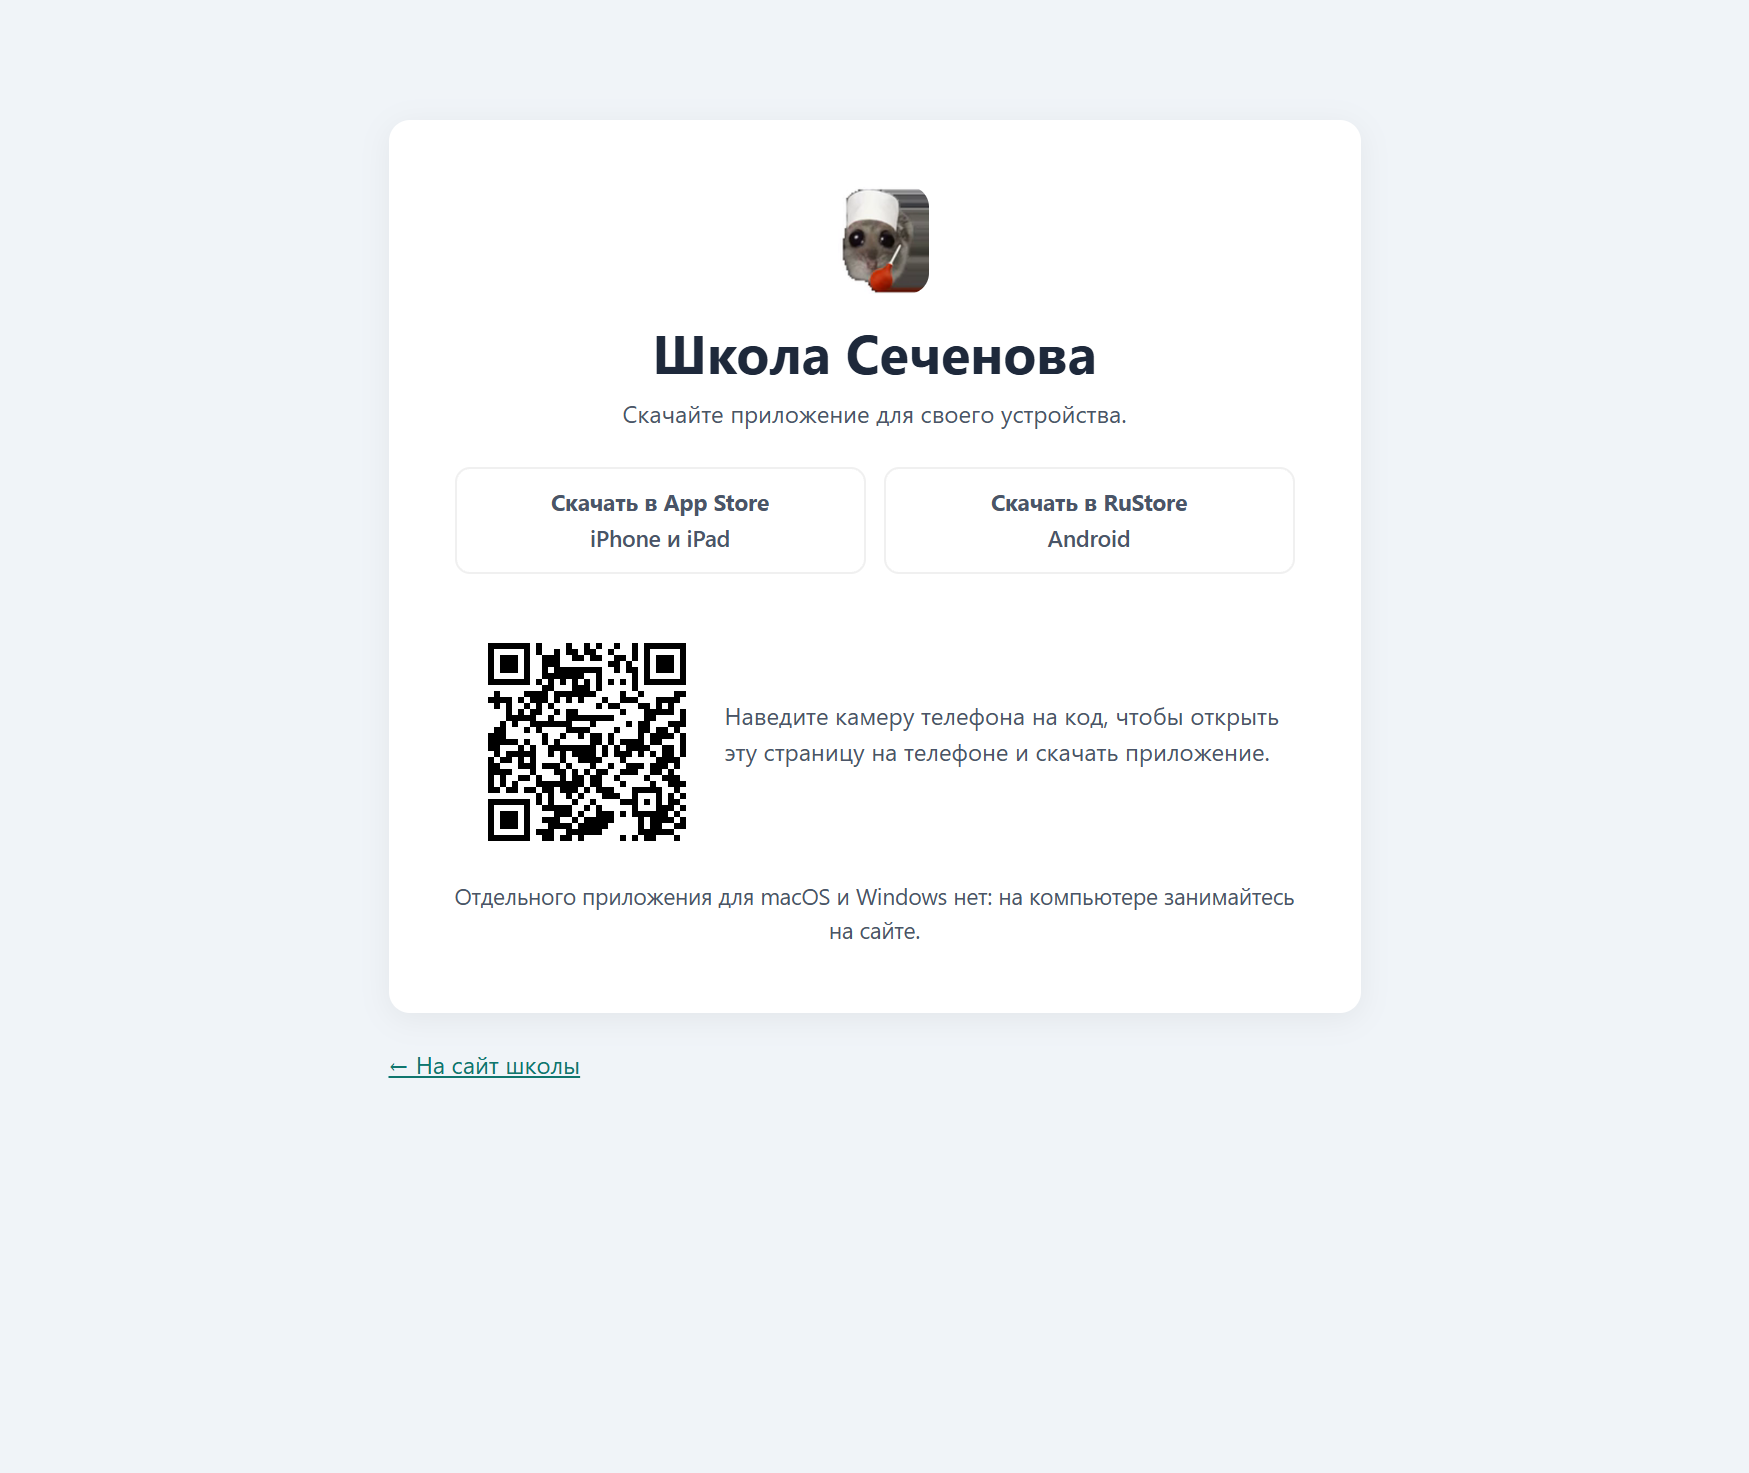 Школа Сеченова
Скачайте приложение для своего устройства.
Скачать в App Store
iPhone и iPad
Скачать в RuStore
Android
Наведите камеру телефона на код, чтобы открыть
эту страницу на телефоне и скачать приложение.
Отдельного приложения для macOS и Windows нет: на компьютере занимайтесь
на сайте.
← На сайт школы